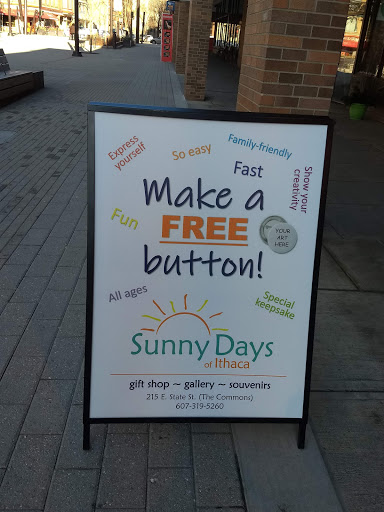 Express
yourself
So easy
Family-friendly
Fast
Show your
creativity
Make a
FREE
button!
Fun
YOUR
ART
HERE
All ages
Special
keepsake
Sunny Days
of Ithaca
gift shop ~ gallery ~ souvenirs
215 E. State St. (The Commons)
607-319-5260